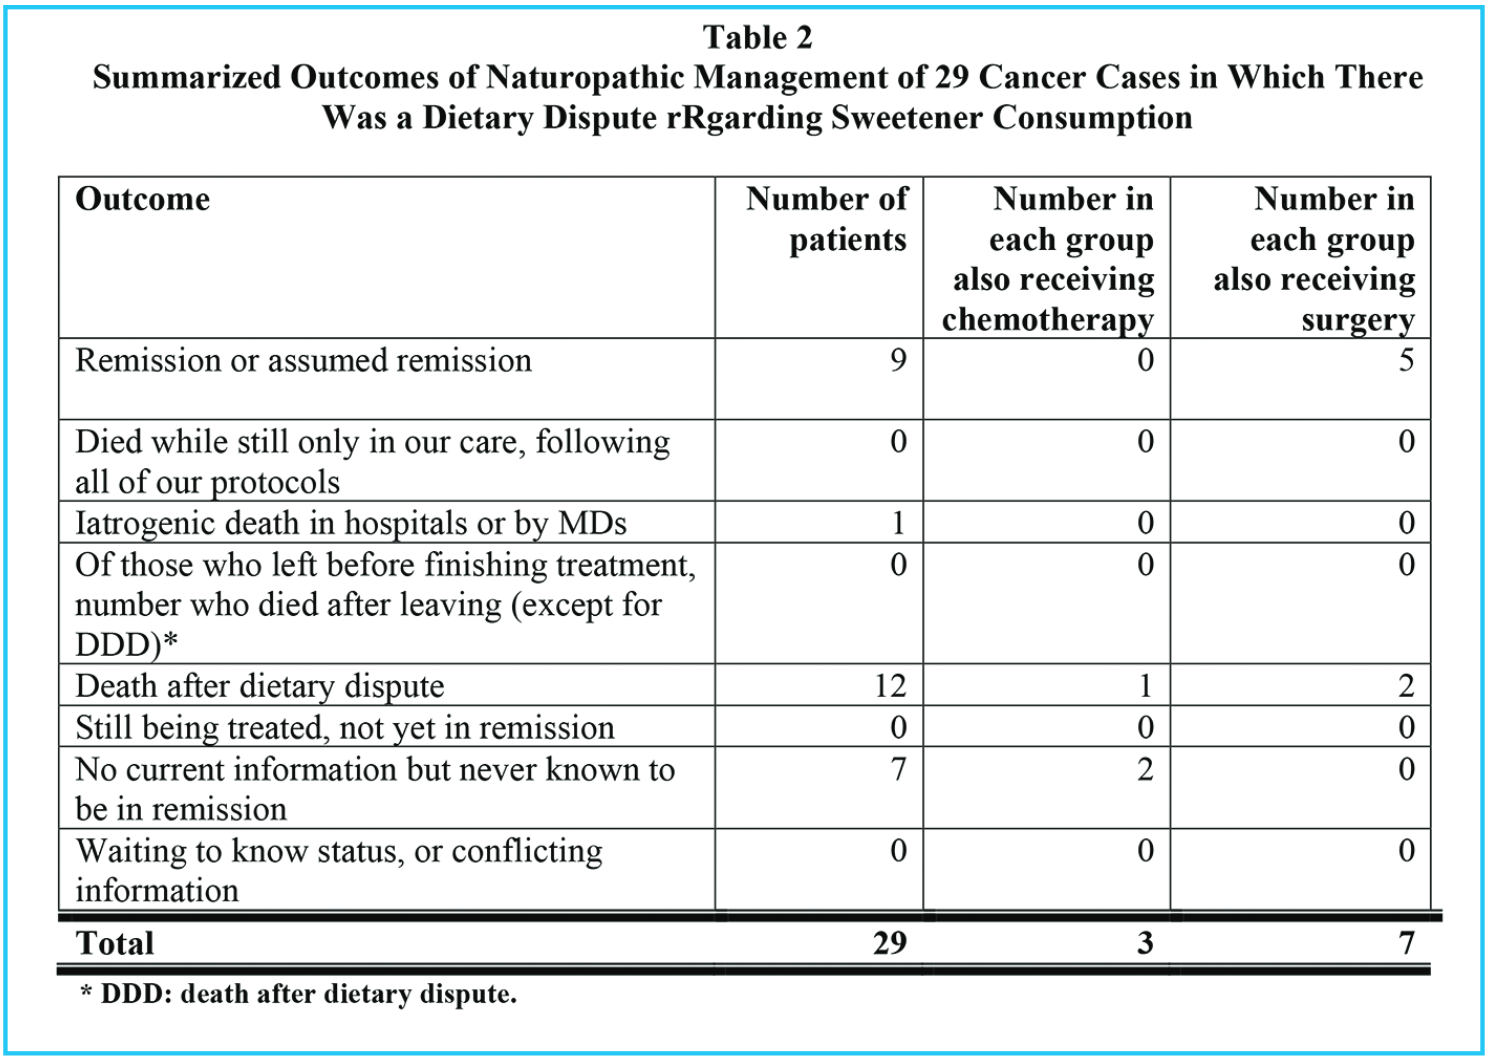 Table 2
Summarized Outcomes of Naturopathic Management of 29 Cancer Cases in Which There
Was a Dietary Dispute rRgarding Sweetener Consumption
Outcome
Number of
patients
Number in
each group
also receiving
chemotherapy
Number in
each group
also receiving
surgery
Remission or assumed remission 9 0 5
Died while still only in our care, following 0 0 0
all of our protocols
Iatrogenic death in hospitals or by MDs 1 0 0
Of those who left before finishing treatment, 0 0 0
number who died after leaving (except for
DDD)*
Death after dietary dispute 12 1 2
Still being treated, not yet in remission 0 0 0
No current information but never known to 7 2 0
be in remission
Waiting to know status, or conflicting 0 0 0
information
Total 29 3 7
* DDD: death after dietary dispute.